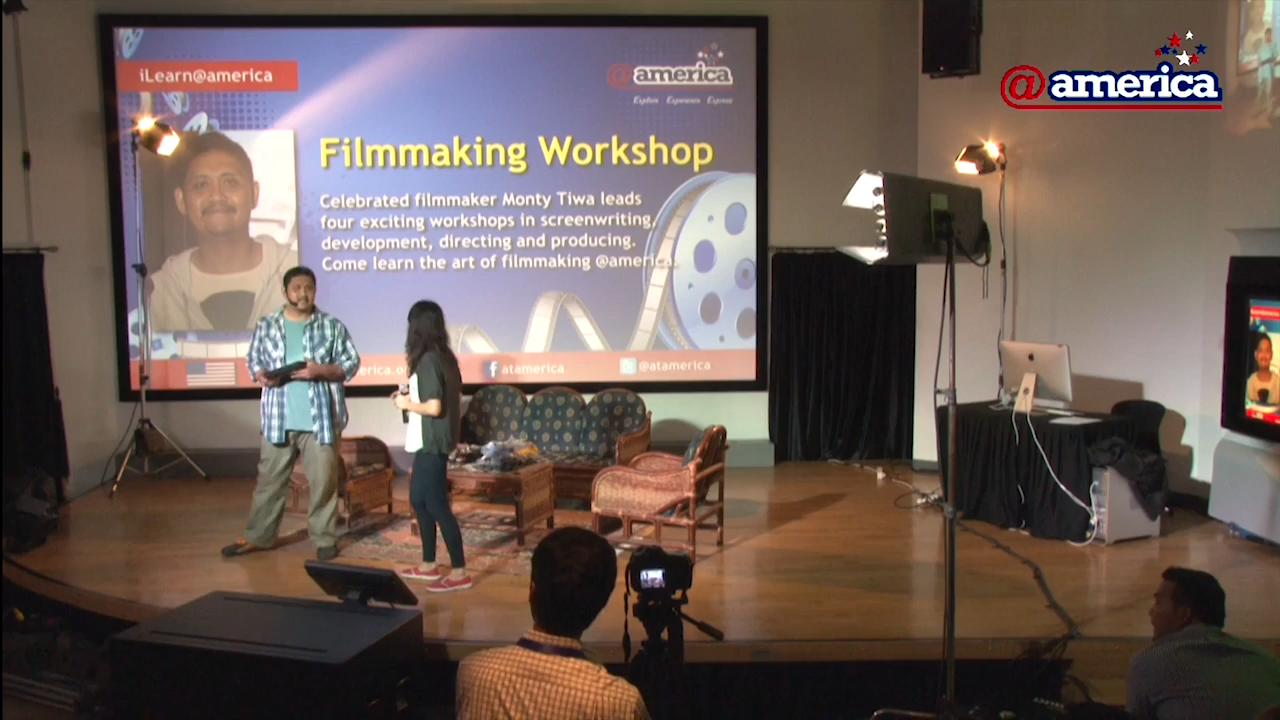 iLearn@america
@america
Explore Experience Express
Filmmaking Workshop
Celebrated filmmaker Monty Tiwa leads
four exciting workshops in screenwriting,
development, directing and producing.
Come learn the art of filmmaking @america.
atamerica
@atamerica
@america